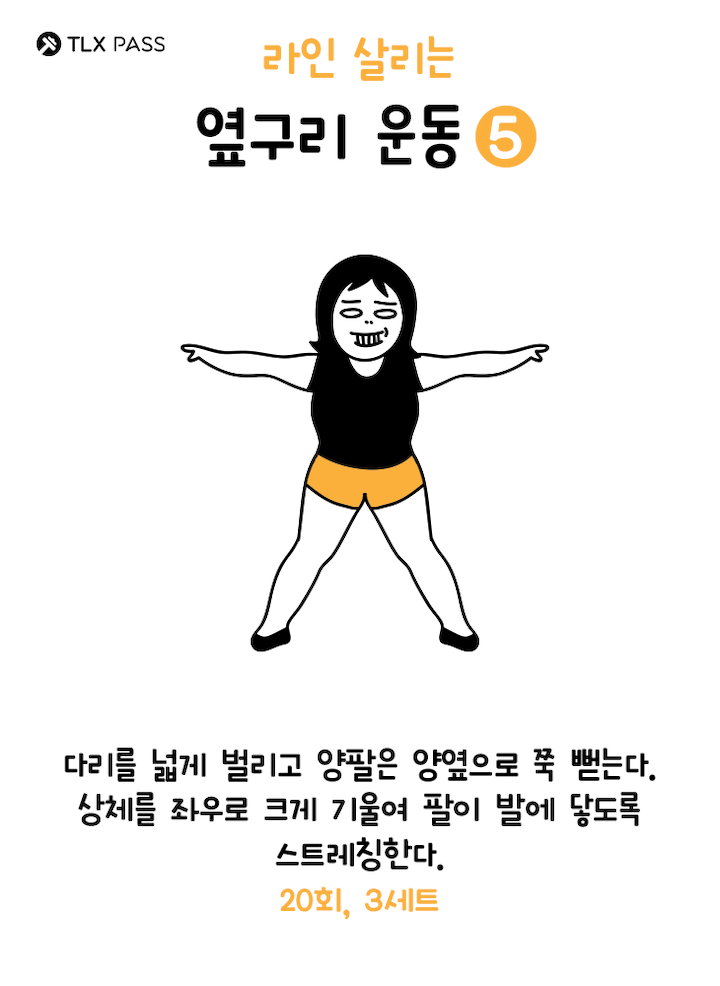 TLX PASS
라인 살리는
옆구리 운동 5
다리를 넓게 벌리고 양팔은 양옆으로 쭉 뻗는다.
상체를 좌우로 크게 기울여 팔이 발에 닿도록
스트레칭한다.
20회, 3세트